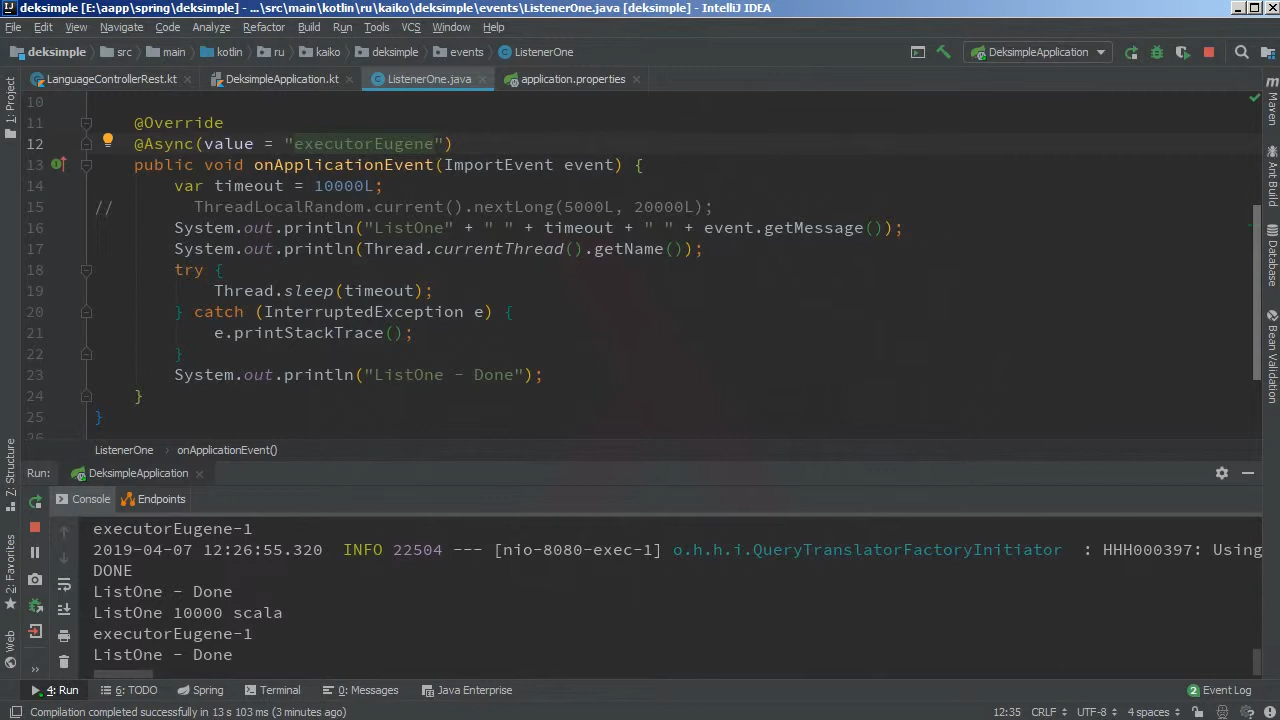 deksimple [E:\aapp\spring\deksimple] - ...\src\main\kotlin\ru\kaiko\deksimple\events\ListenerOne.java [deksimple] - IntelliJ IDEA
File Edit View Navigate Code Analyze Refactor Build Run Tools VCS Window Help
deksimple src main kotlin ru kaiko deksimple events ListenerOne DeksimpleApplication
LanguageControllerRest.kt DeksimpleApplication.kt ListenerOne.java application.properties
1: Project
10
11 @Override
12 @Async(value = "executorEugene")
13 public void onApplicationEvent(ImportEvent event) {
14 var timeout = 10000L;
15 // ThreadLocalRandom.current().nextLong(5000L, 20000L);
16 System.out.println("ListOne" + " " + timeout + " " + event.getMessage());
17 System.out.println(Thread.currentThread().getName());
18 try {
19 Thread.sleep(timeout);
20 } catch (InterruptedException e) {
21 e.printStackTrace();
22 }
23 System.out.println("ListOne - Done");
24 }
25 }
26
Maven
Ant Build
Database
Bean Validation
ListenerOne onApplicationEvent()
Z: Structure
2: Favorites
Web
Run: DeksimpleApplication
Console Endpoints
executorEugene-1
2019-04-07 12:26:55.320 INFO 22504 --- [nio-8080-exec-1] o.h.h.i.QueryTranslatorFactoryInitiator : HHH000397: Using
DONE
ListOne - Done
ListOne 10000 scala
executorEugene-1
ListOne - Done
4: Run 6: TODO Spring Terminal 0: Messages Java Enterprise 2 Event Log
Compilation completed successfully in 13 s 103 ms (3 minutes ago) 12:35 CRLF UTF-8 4 spaces